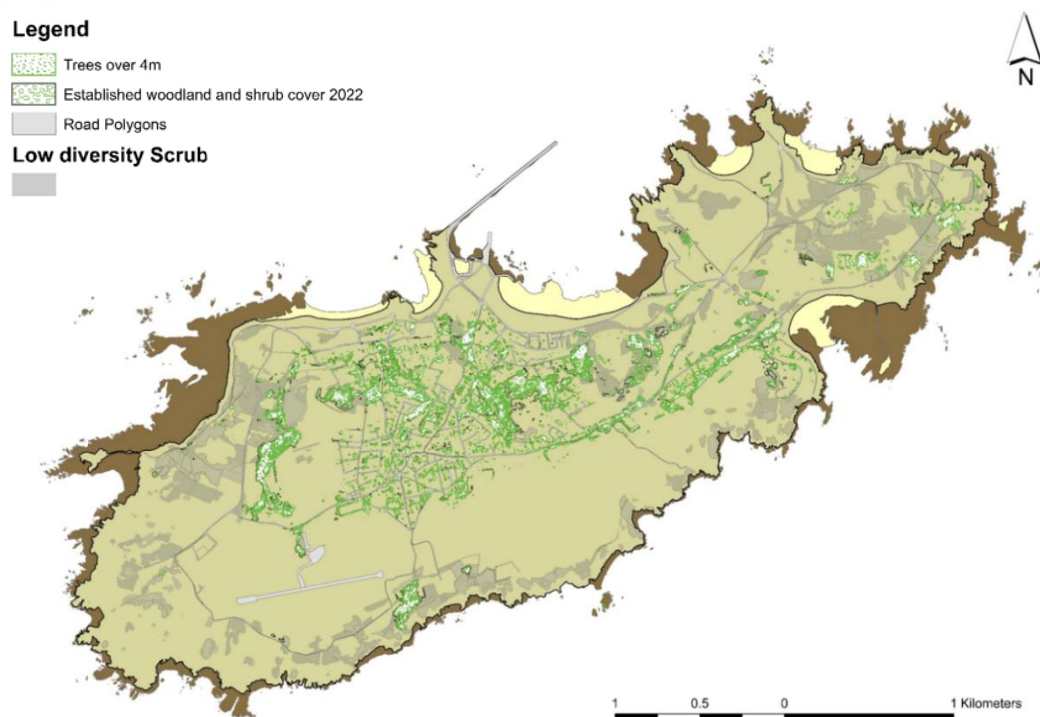 Legend
Trees over 4m
Established woodland and shrub cover 2022
Road Polygons
Low diversity Scrub
N
1 0.5 0 1 Kilometers